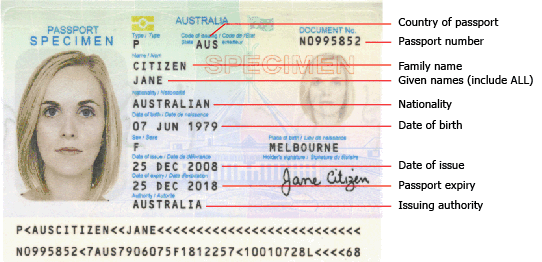 PASSPORT
SPECIMEN
AUSTRALIA
DOCUMENT No.
N0995852
Type / Type
P
Code of issuing / Code de l'État
State émetteur
AUS
SPECIMEN
Name / Nom
CITIZEN
JANE
Nationality / Nationalité
AUSTRALIAN
Date of birth / Date de naissance
07 JUN 1979
Sex / Sexe
F
Place of birth / Lieu de naissance
MELBOURNE
Date of issue / Date de délivrance
25 DEC 2008
Holder's signature / Signature du titulaire
Jane Citizen
Date of expiry / Date d'expiration
25 DEC 2018
Authority / Autorité
AUSTRALIA
P<AUSCITIZEN<<JANE<<<<<<<<<<<<<<<<<<<<<<<<<<
N0995852<7AUS7906075F1812257<10010728L<<<<68
Country of passport
Passport number
Family name
Given names (include ALL)
Nationality
Date of birth
Date of issue
Passport expiry
Issuing authority